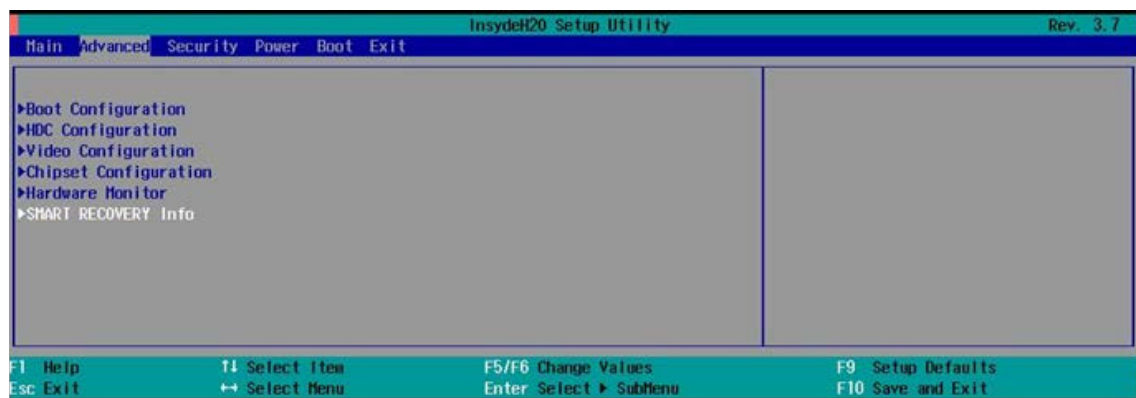 InsydeH20 Setup Utility Rev. 3.7
Main Advanced Security Power Boot Exit
▶Boot Configuration
▶HDC Configuration
▶Video Configuration
▶Chipset Configuration
▶Hardware Monitor
▶SMART RECOVERY Info
F1 Help ↑↓ Select Item F5/F6 Change Values F9 Setup Defaults
Esc Exit ↔ Select Menu Enter Select ▶ SubMenu F10 Save and Exit